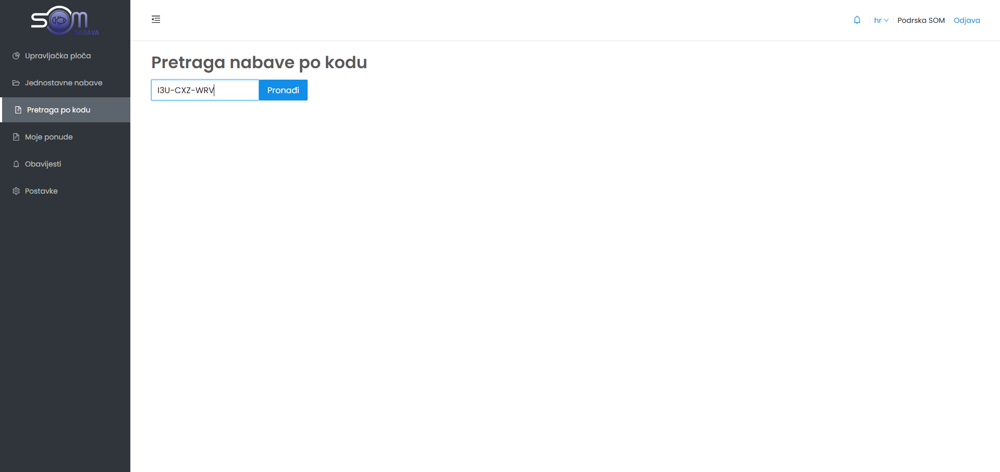 SOM
NABAVA
Upravljačka ploča
Jednostavne nabave
Pretraga po kodu
Moje ponude
Obavijesti
Postavke
hr
Podrska SOM
Odjava
Pretraga nabave po kodu
I3U-CXZ-WRV
Pronađi